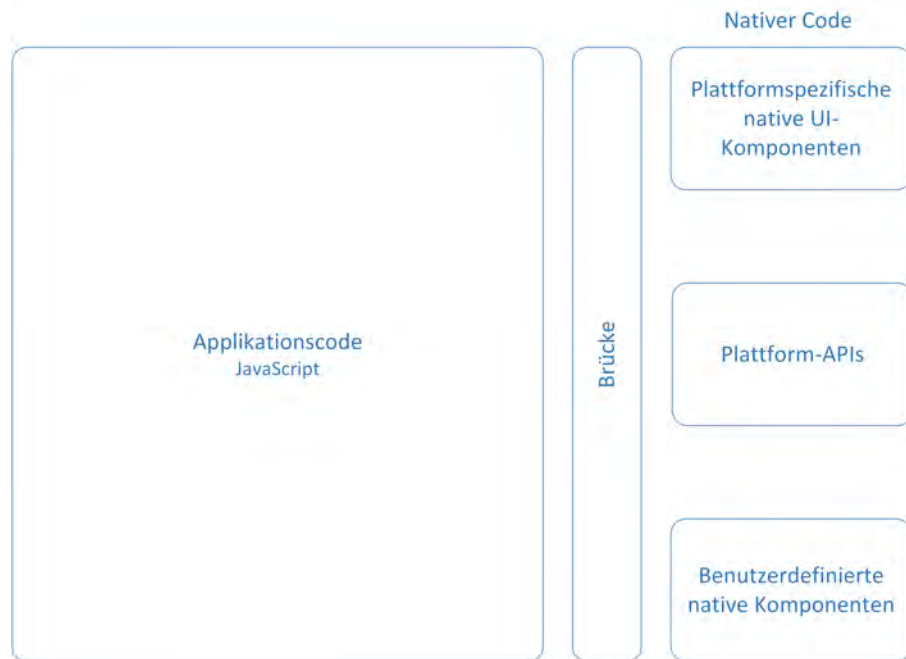 Nativer Code
Plattformspezifische
native UI-
Komponenten
Applikationscode
JavaScript
Brücke
Plattform-APIs
Benutzerdefinierte
native Komponenten